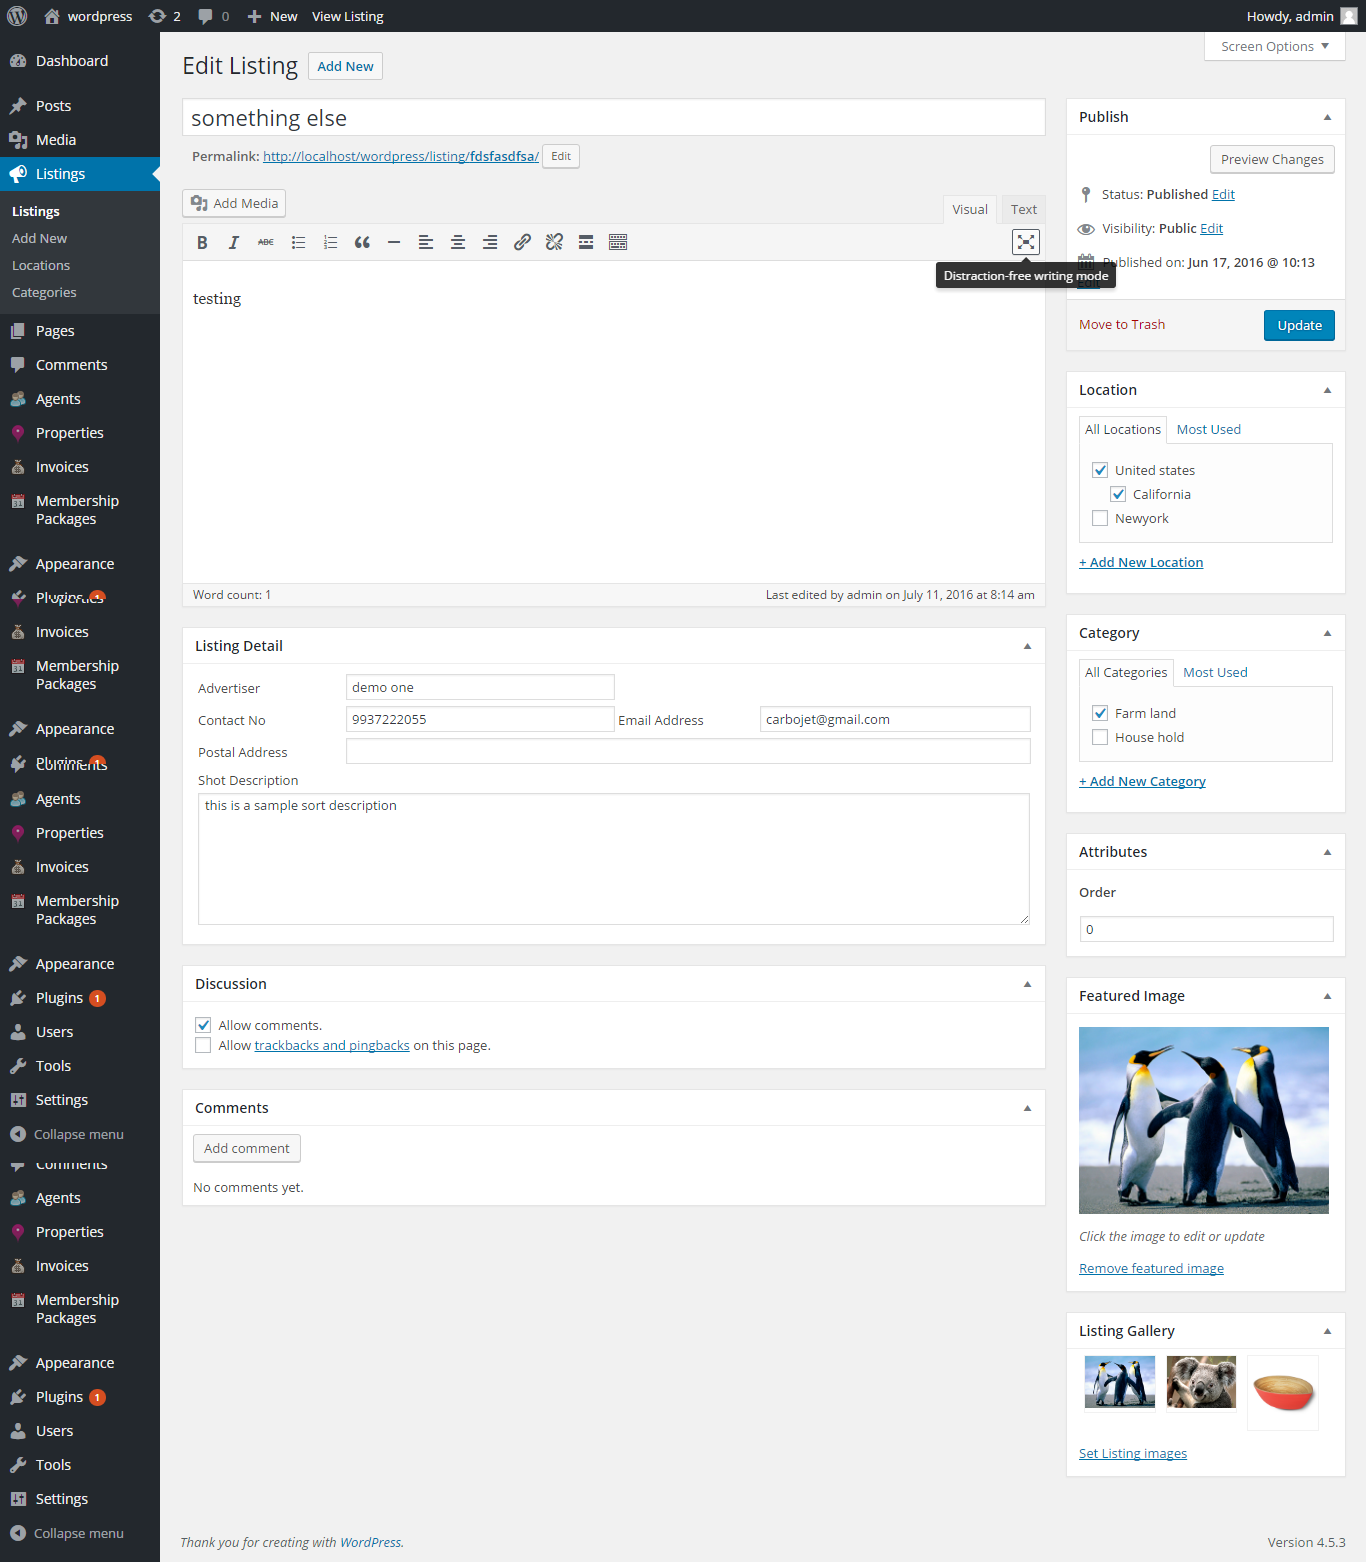 wordpress
2
0
New
View Listing
Howdy, admin
Dashboard
Posts
Media
Listings
Listings
Add New
Locations
Categories
Pages
Comments
Agents
Properties
Invoices
Membership
Packages
Appearance
Invoices
Membership
Packages
Appearance
Plugins
1
Comments
Agents
Properties
Invoices
Membership
Packages
Appearance
Plugins 1
Users
Tools
Settings
Collapse menu
Comments
Agents
Properties
Invoices
Membership
Packages
Appearance
Plugins 1
Users
Tools
Settings
Collapse menu
Screen Options
Edit Listing
Add New
something else
Permalink: http://localhost/wordpress/listing/fdsfasdfsa/ Edit
Add Media
Visual
Text
B I ABC
Distraction-free writing mode
testing
Word count: 1
Last edited by admin on July 11, 2016 at 8:14 am
Listing Detail
Advertiser demo one
Contact No 9937222055 Email Address carbojet@gmail.com
Postal Address
Shot Description
this is a sample sort description
Discussion
Allow comments.
Allow trackbacks and pingbacks on this page.
Comments
Add comment
No comments yet.
Publish
Preview Changes
Status: Published Edit
Visibility: Public Edit
Published on: Jun 17, 2016 @ 10:13
Edit
Move to Trash
Update
Location
All Locations
Most Used
United states
California
Newyork
+ Add New Location
Category
All Categories
Most Used
Farm land
House hold
+ Add New Category
Attributes
Order
0
Featured Image
Click the image to edit or update
Remove featured image
Listing Gallery
Set Listing images
Thank you for creating with WordPress.
Version 4.5.3